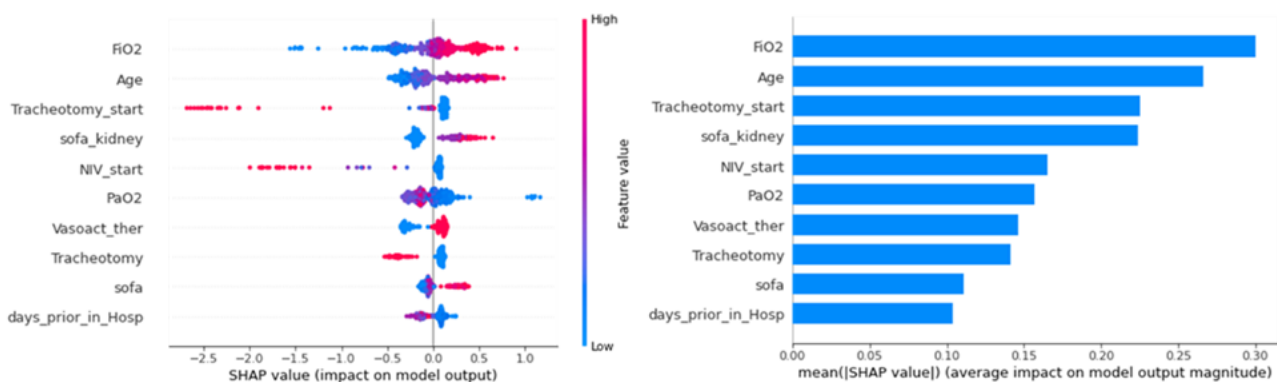 High
FiO2
Age
Tracheotomy_start
sofa_kidney
NIV_start
PaO2
Vasoact_ther
Tracheotomy
sofa
days_prior_in_Hosp
Feature value
Low
−2.5 −2.0 −1.5 −1.0 −0.5 0.0 0.5 1.0
SHAP value (impact on model output)
FiO2
Age
Tracheotomy_start
sofa_kidney
NIV_start
PaO2
Vasoact_ther
Tracheotomy
sofa
days_prior_in_Hosp
0.00 0.05 0.10 0.15 0.20 0.25 0.30
mean(|SHAP value|) (average impact on model output magnitude)